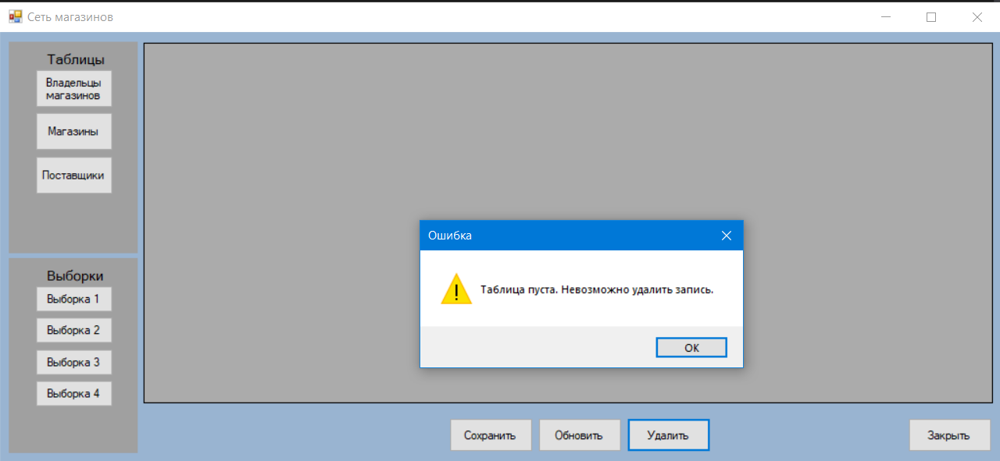 Сеть магазинов
Таблицы
Владельцы
магазинов
Магазины
Поставщики
Выборки
Выборка 1
Выборка 2
Выборка 3
Выборка 4
Ошибка
Таблица пуста. Невозможно удалить запись.
OK
Сохранить
Обновить
Удалить
Закрыть